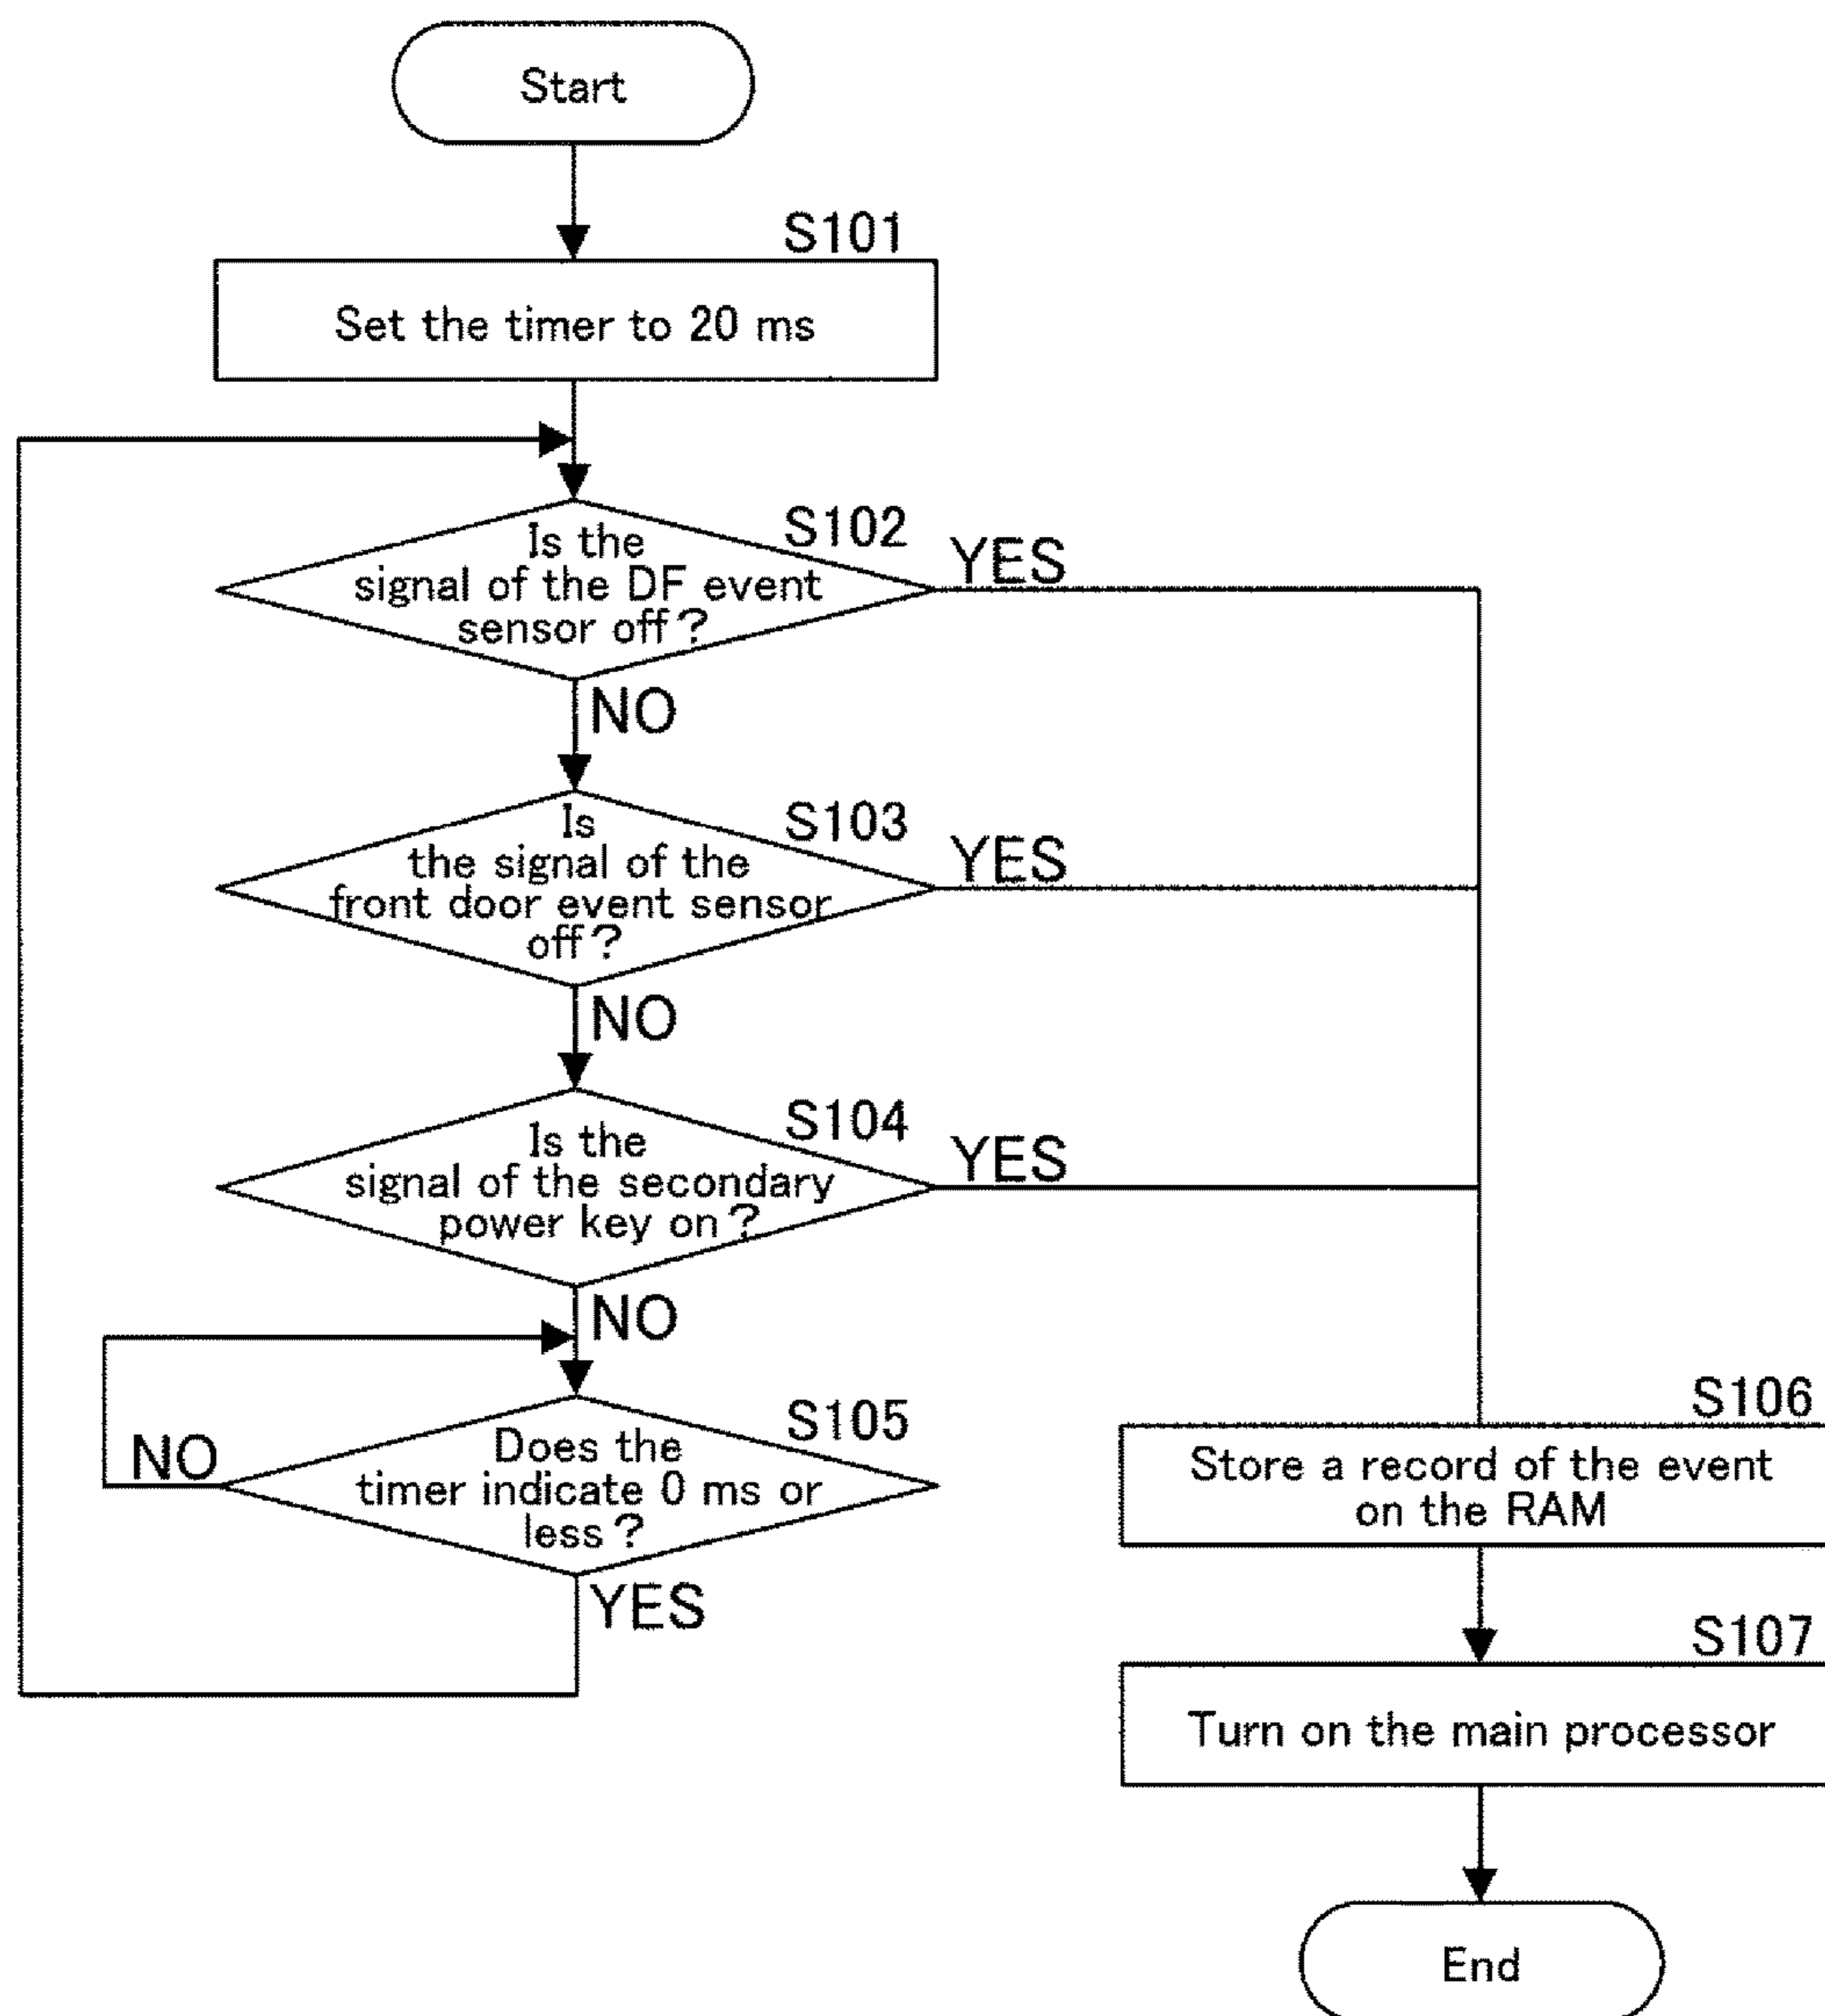 Start
S101
Set the timer to 20 ms
S102
Is the
signal of the DF event
sensor off?
YES
NO
S103
Is
the signal of the
front door event sensor
off?
YES
NO
S104
Is the
signal of the secondary
power key on?
YES
NO
S105
Does the
timer indicate 0 ms or
less?
NO
YES
S106
Store a record of the event
on the RAM
S107
Turn on the main processor
End